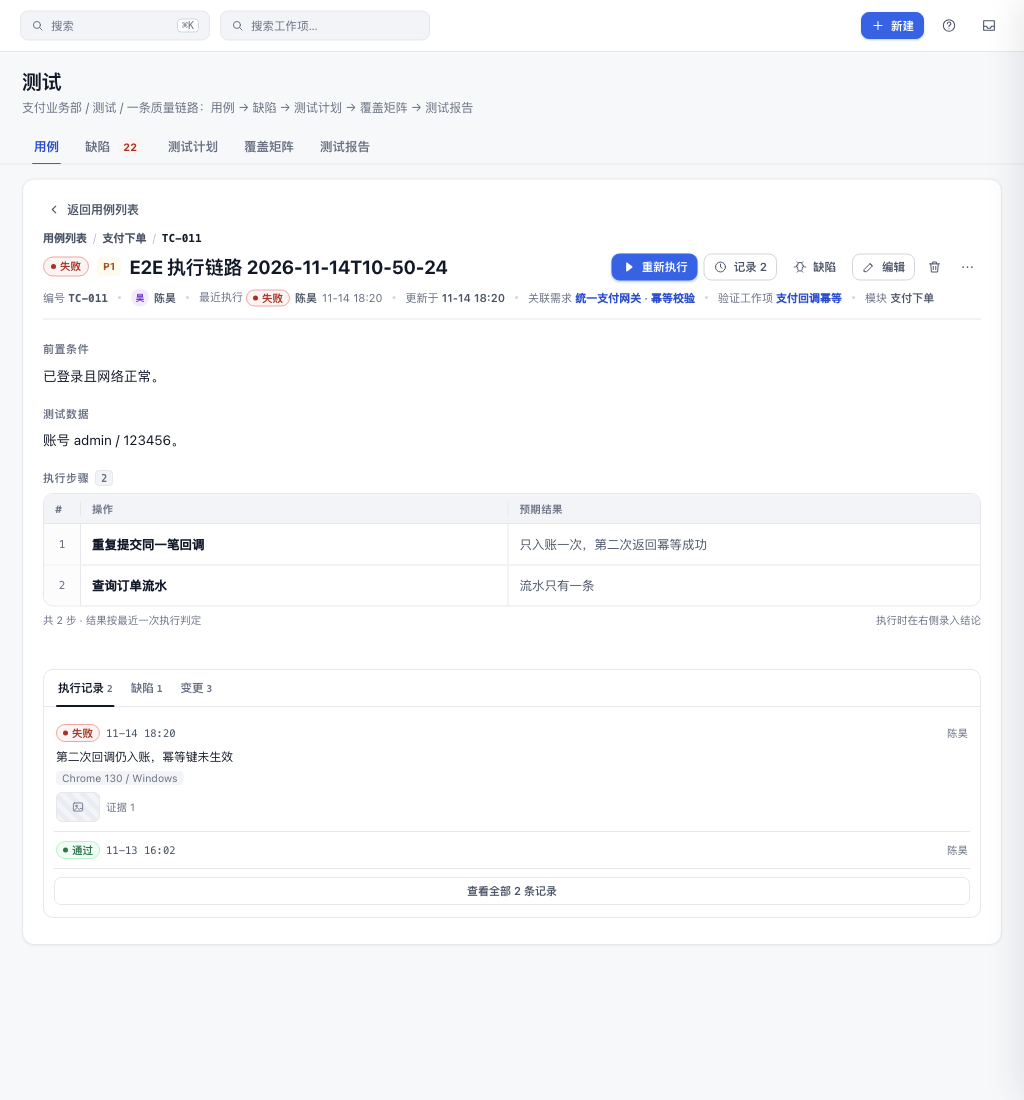 搜索 ⌘K 搜索工作项... 新建
测试
支付业务部 / 测试 / 一条质量链路：用例 → 缺陷 → 测试计划 → 覆盖矩阵 → 测试报告
用例 缺陷 22 测试计划 覆盖矩阵 测试报告
返回用例列表
用例列表 / 支付下单 / TC-011
失败 P1 E2E 执行链路 2026-11-14T10-50-24 重新执行 记录 2 缺陷 编辑 ...
编号 TC-011 • 昊 陈昊 • 最近执行 失败 陈昊 11-14 18:20 • 更新于 11-14 18:20 • 关联需求 统一支付网关 · 幂等校验 • 验证工作项 支付回调幂等 • 模块 支付下单
前置条件
已登录且网络正常。
测试数据
账号 admin / 123456。
执行步骤 2
# 操作 预期结果
1 重复提交同一笔回调 只入账一次，第二次返回幂等成功
2 查询订单流水 流水只有一条
共 2 步 · 结果按最近一次执行判定 执行时在右侧录入结论
执行记录 2 缺陷 1 变更 3
失败 11-14 18:20 陈昊
第二次回调仍入账，幂等键未生效
Chrome 130 / Windows
证据 1
通过 11-13 16:02 陈昊
查看全部 2 条记录